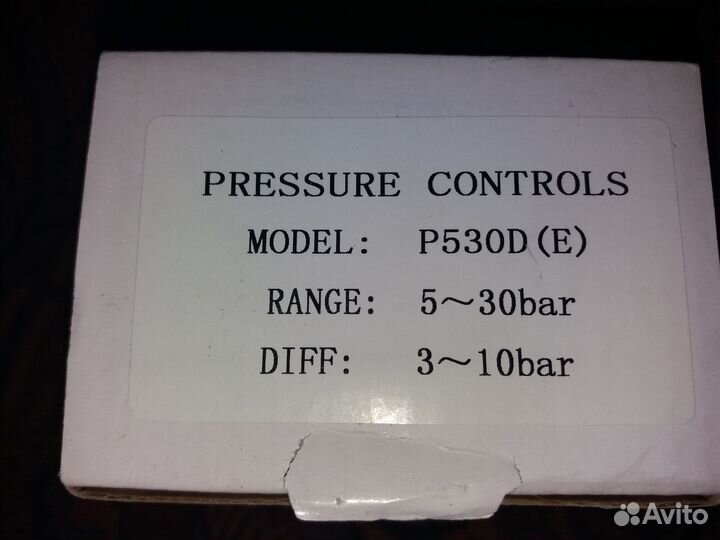 PRESSURE CONTROLS
MODEL: P530D(E)
RANGE: 5～30bar
DIFF: 3～10bar
Avito